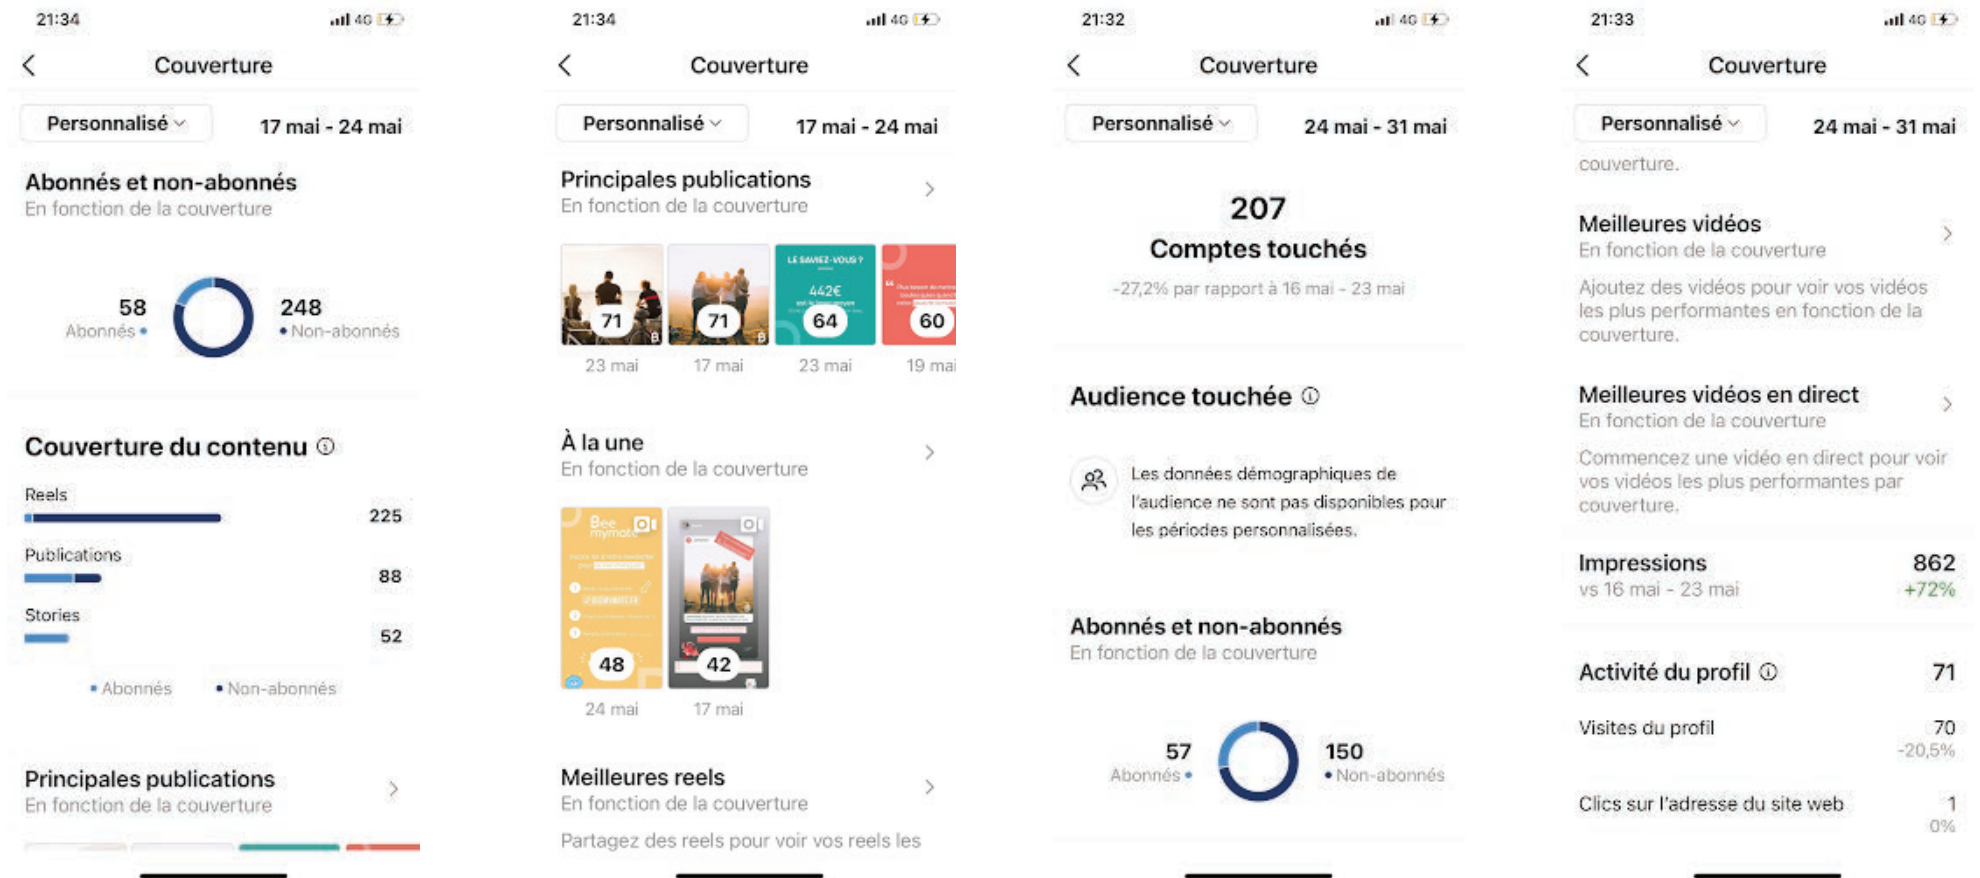 21:34
4G
Couverture
Personnalisé
17 mai - 24 mai
Abonnés et non-abonnés
En fonction de la couverture
58
Abonnés
248
Non-abonnés
Couverture du contenu
Reels
225
Publications
88
Stories
52
Abonnés
Non-abonnés
Principales publications
En fonction de la couverture
21:34
4G
Couverture
Personnalisé
17 mai - 24 mai
Principales publications
En fonction de la couverture
71
23 mai
71
17 mai
LE SAVIEZ-VOUS ?
442€
64
23 mai
60
19 mai
À la une
En fonction de la couverture
Bee
mymate
48
24 mai
42
17 mai
Meilleures reels
En fonction de la couverture
Partagez des reels pour voir vos reels les
21:32
4G
Couverture
Personnalisé
24 mai - 31 mai
207
Comptes touchés
-27,2% par rapport à 16 mai - 23 mai
Audience touchée
Les données démographiques de
l'audience ne sont pas disponibles pour
les périodes personnalisées.
Abonnés et non-abonnés
En fonction de la couverture
57
Abonnés
150
Non-abonnés
21:33
4G
Couverture
Personnalisé
24 mai - 31 mai
couverture.
Meilleures vidéos
En fonction de la couverture
Ajoutez des vidéos pour voir vos vidéos
les plus performantes en fonction de la
couverture.
Meilleures vidéos en direct
En fonction de la couverture
Commencez une vidéo en direct pour voir
vos vidéos les plus performantes par
couverture.
Impressions 862
vs 16 mai - 23 mai +72%
Activité du profil 71
Visites du profil 70
-20,5%
Clics sur l'adresse du site web 1
0%